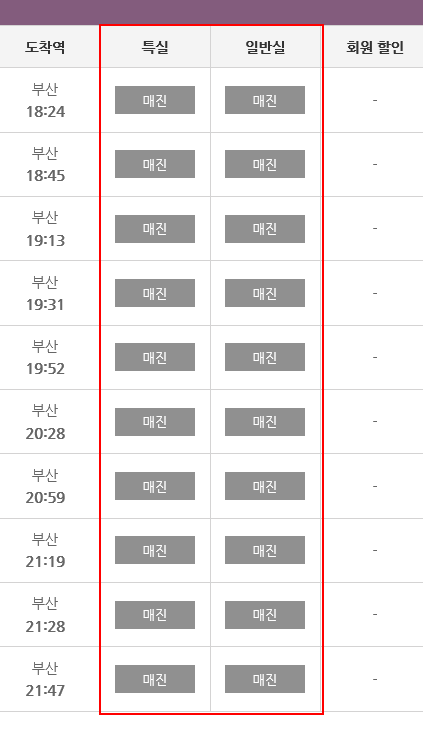 도착역 특실 일반실 회원 할인
부산
18:24 매진 매진 -
부산
18:45 매진 매진 -
부산
19:13 매진 매진 -
부산
19:31 매진 매진 -
부산
19:52 매진 매진 -
부산
20:28 매진 매진 -
부산
20:59 매진 매진 -
부산
21:19 매진 매진 -
부산
21:28 매진 매진 -
부산
21:47 매진 매진 -